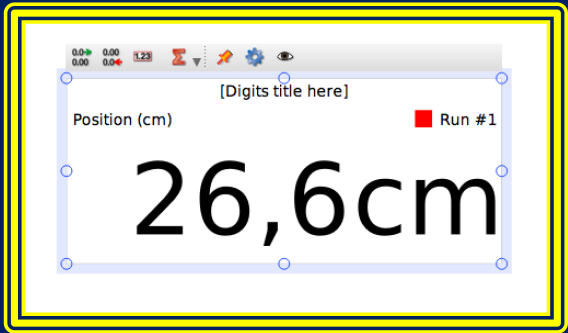 0.0 0.00 1.23
0.00 0.0
[Digits title here]
Position (cm) Run #1
26,6cm